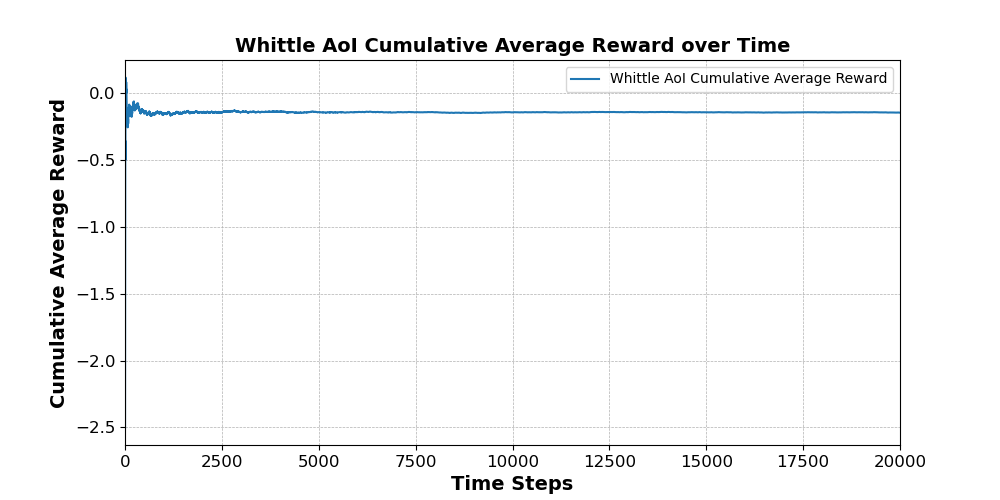 Whittle AoI Cumulative Average Reward over Time
Whittle AoI Cumulative Average Reward
Cumulative Average Reward
0.0
−0.5
−1.0
−1.5
−2.0
−2.5
0 2500 5000 7500 10000 12500 15000 17500 20000
Time Steps